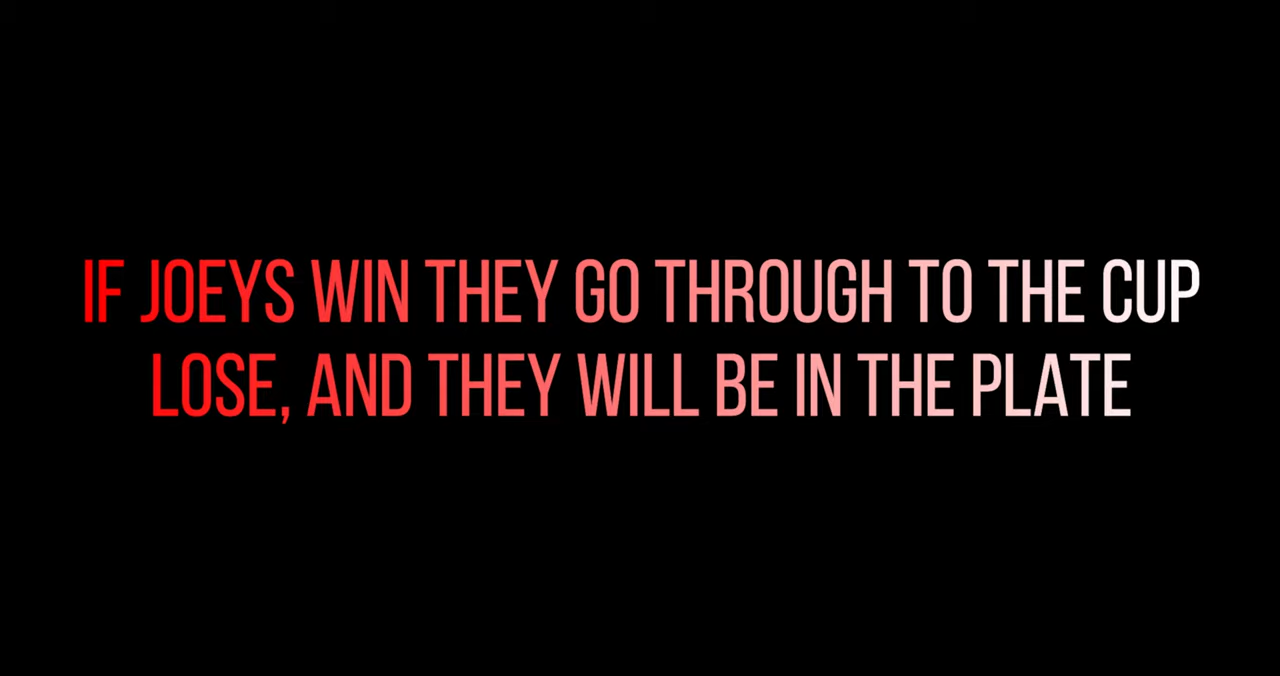 IF JOEYS WIN THEY GO THROUGH TO THE CUP
LOSE, AND THEY WILL BE IN THE PLATE